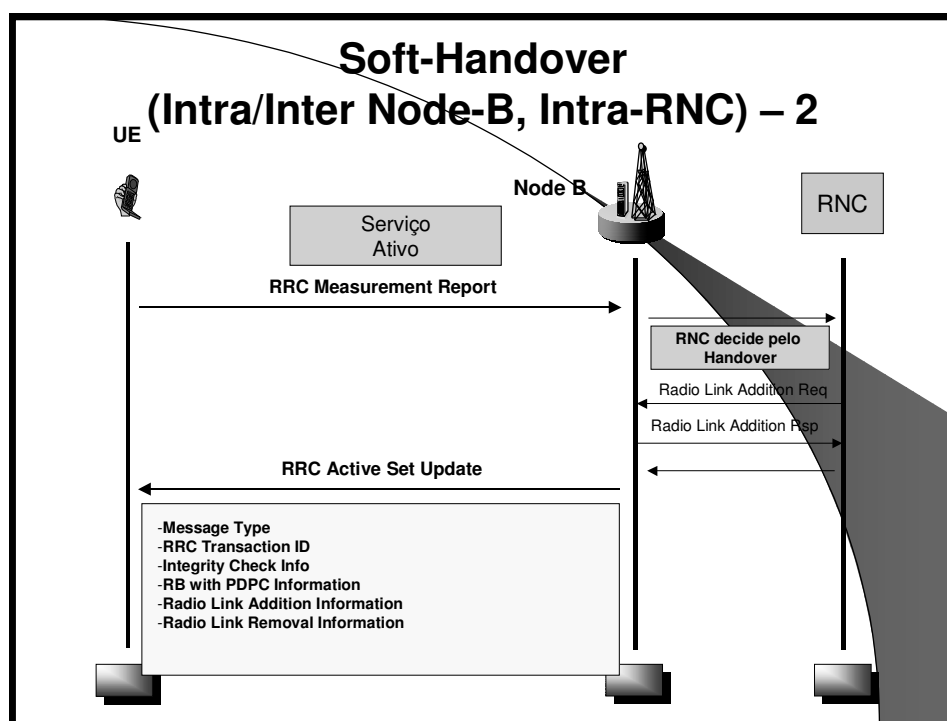 Soft-Handover
(Intra/Inter Node-B, Intra-RNC) – 2
UE
Node B
RNC
Serviço
Ativo
RRC Measurement Report
RNC decide pelo
Handover
Radio Link Addition Req
Radio Link Addition Rsp
RRC Active Set Update
-Message Type
-RRC Transaction ID
-Integrity Check Info
-RB with PDPC Information
-Radio Link Addition Information
-Radio Link Removal Information